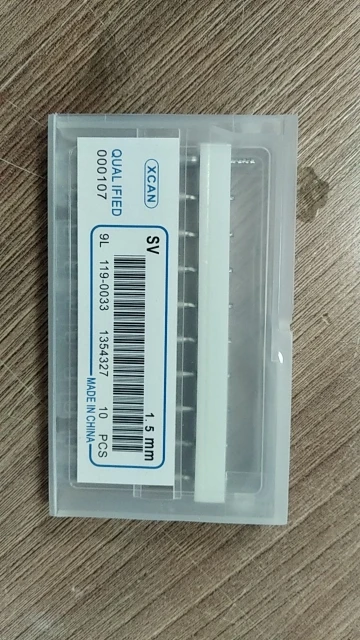 XCAN
QUALIFIED
000107
SV 1.5 mm
9L 119-0033 1354327 10 PCS
MADE IN CHINA